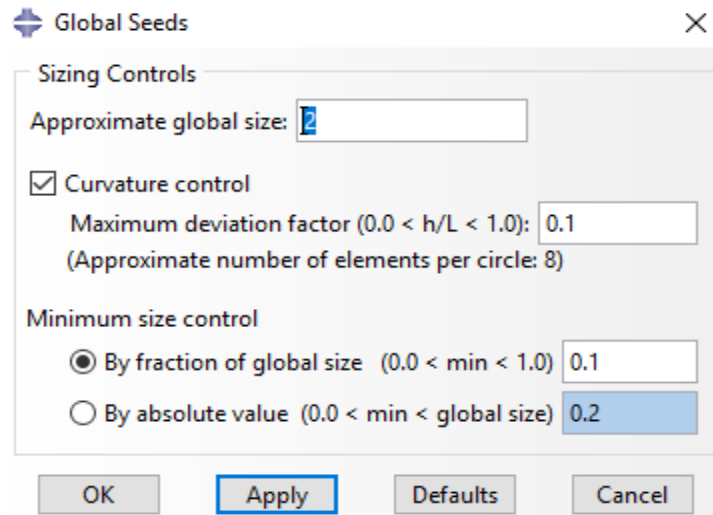 Global Seeds
Sizing Controls
Approximate global size: 2
Curvature control
Maximum deviation factor (0.0 < h/L < 1.0): 0.1
(Approximate number of elements per circle: 8)
Minimum size control
By fraction of global size (0.0 < min < 1.0) 0.1
By absolute value (0.0 < min < global size) 0.2
OK Apply Defaults Cancel